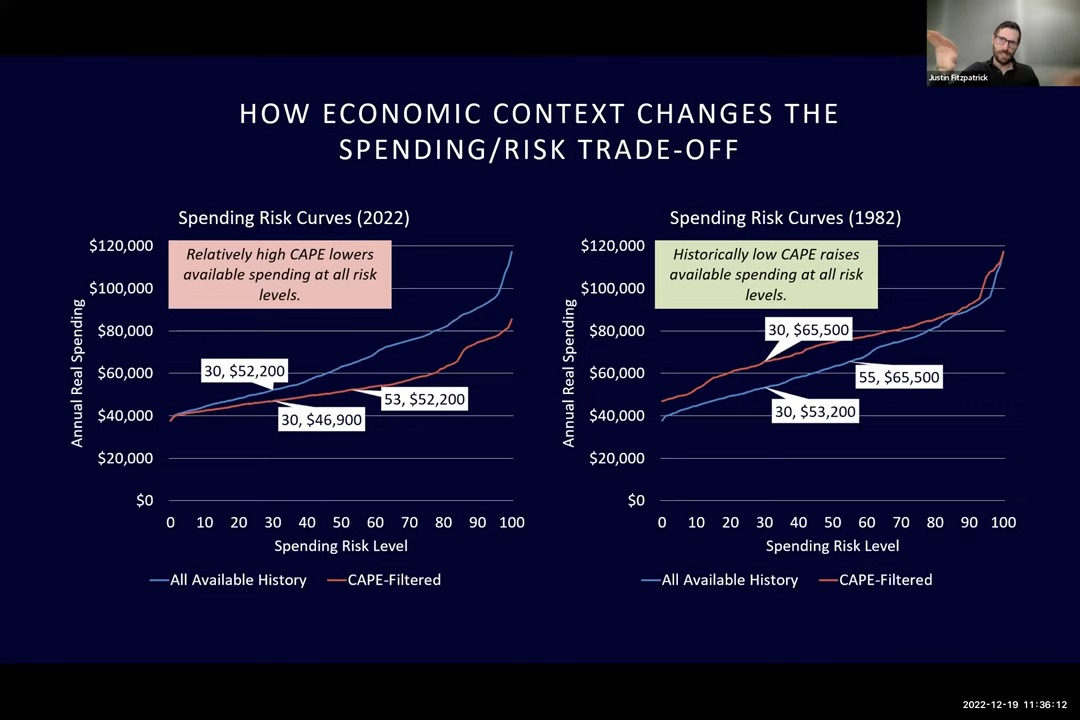 Justin Fitzpatrick
HOW ECONOMIC CONTEXT CHANGES THE
SPENDING/RISK TRADE-OFF
Spending Risk Curves (2022)
Relatively high CAPE lowers
available spending at all risk
levels.
Annual Real Spending
$120,000
$100,000
$80,000
$60,000
$40,000
$20,000
$0
30, $52,200
53, $52,200
30, $46,900
0 10 20 30 40 50 60 70 80 90 100
Spending Risk Level
All Available History CAPE-Filtered
Spending Risk Curves (1982)
Historically low CAPE raises
available spending at all risk
levels.
Annual Real Spending
$120,000
$100,000
$80,000
$60,000
$40,000
$20,000
$0
30, $65,500
55, $65,500
30, $53,200
0 10 20 30 40 50 60 70 80 90 100
Spending Risk Level
All Available History CAPE-Filtered
2022-12-19 11:36:12